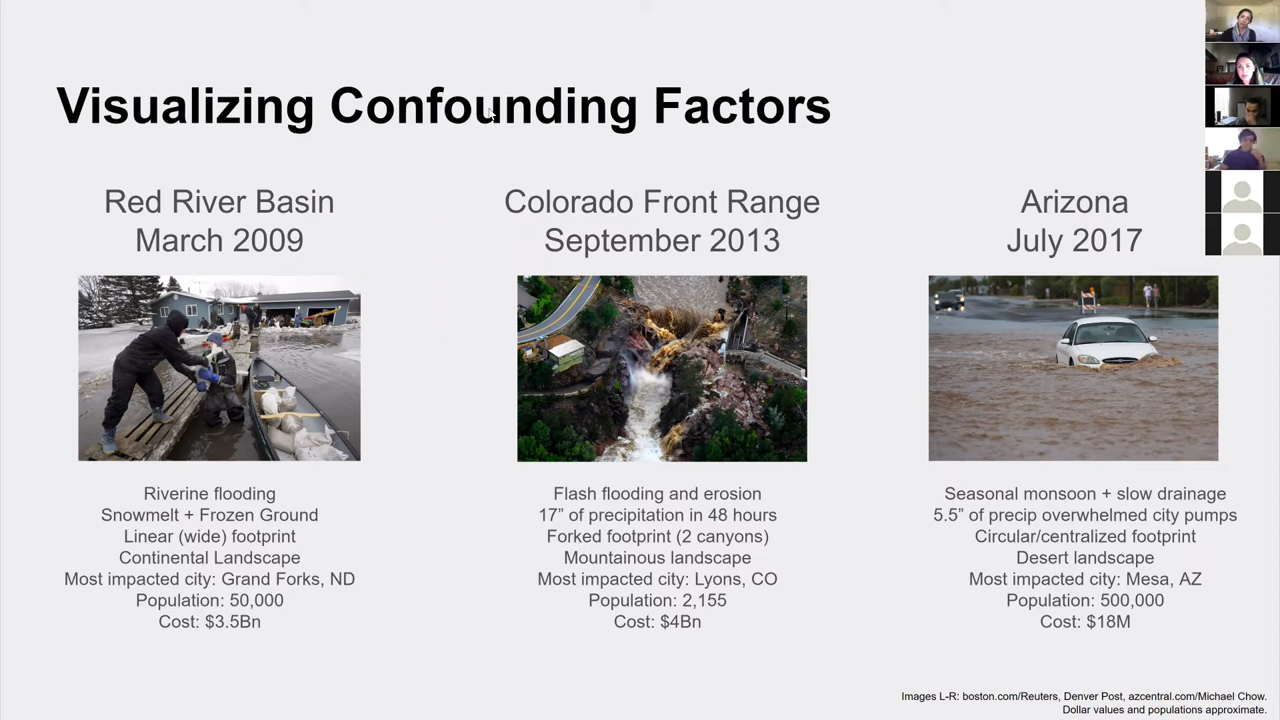 Visualizing Confounding Factors
Red River Basin
March 2009
Riverine flooding
Snowmelt + Frozen Ground
Linear (wide) footprint
Continental Landscape
Most impacted city: Grand Forks, ND
Population: 50,000
Cost: $3.5Bn
Colorado Front Range
September 2013
Flash flooding and erosion
17” of precipitation in 48 hours
Forked footprint (2 canyons)
Mountainous landscape
Most impacted city: Lyons, CO
Population: 2,155
Cost: $4Bn
Arizona
July 2017
Seasonal monsoon + slow drainage
5.5” of precip overwhelmed city pumps
Circular/centralized footprint
Desert landscape
Most impacted city: Mesa, AZ
Population: 500,000
Cost: $18M
Images L-R: boston.com/Reuters, Denver Post, azcentral.com/Michael Chow.
Dollar values and populations approximate.